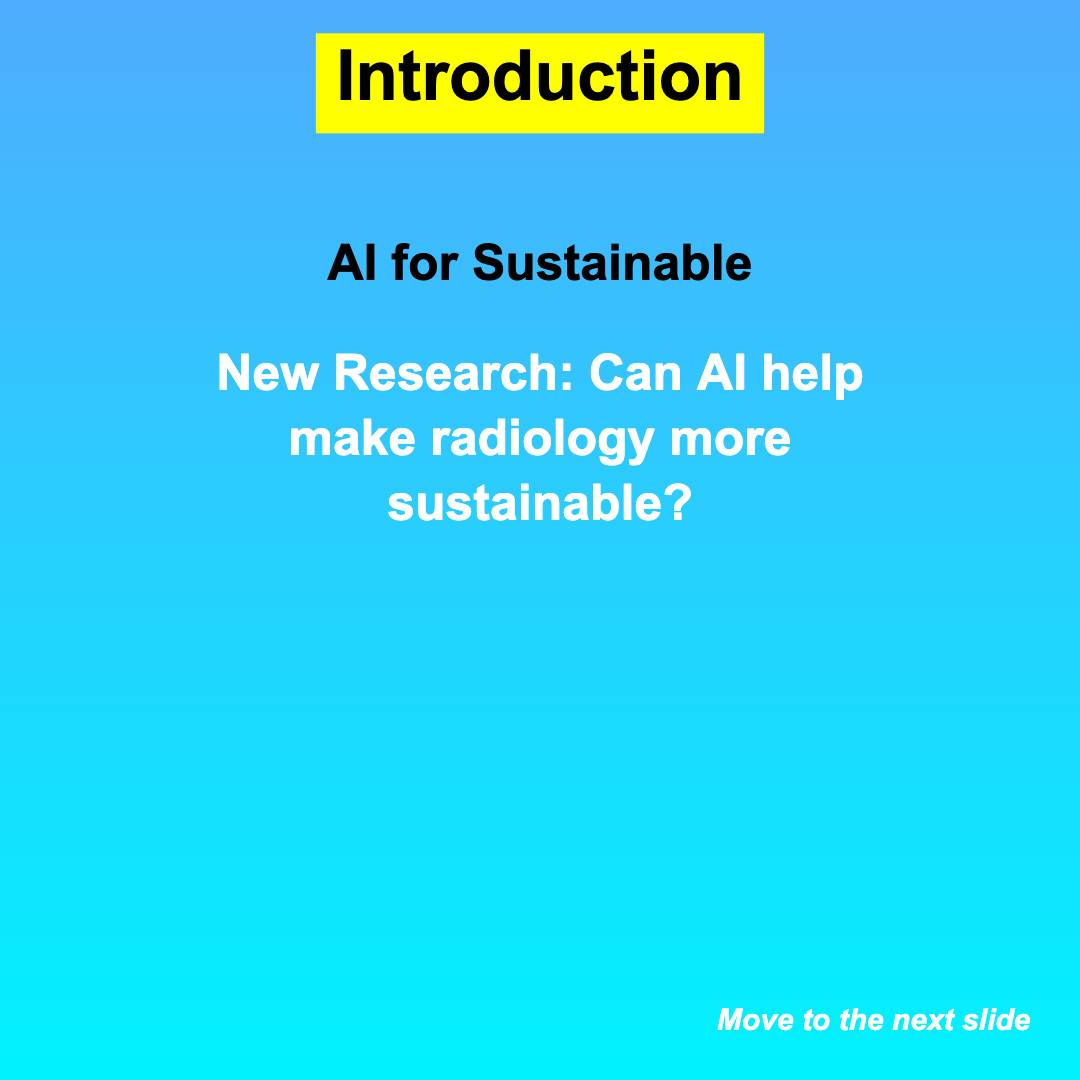 Introduction
AI for Sustainable
New Research: Can AI help
make radiology more
sustainable?
Move to the next slide